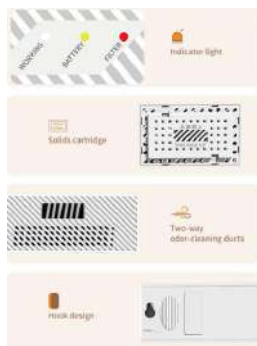 WORKING
BATTERY
FILTER
Indicator light
Solids cartridge
Two-way
odor-cleaning ducts
Hook design